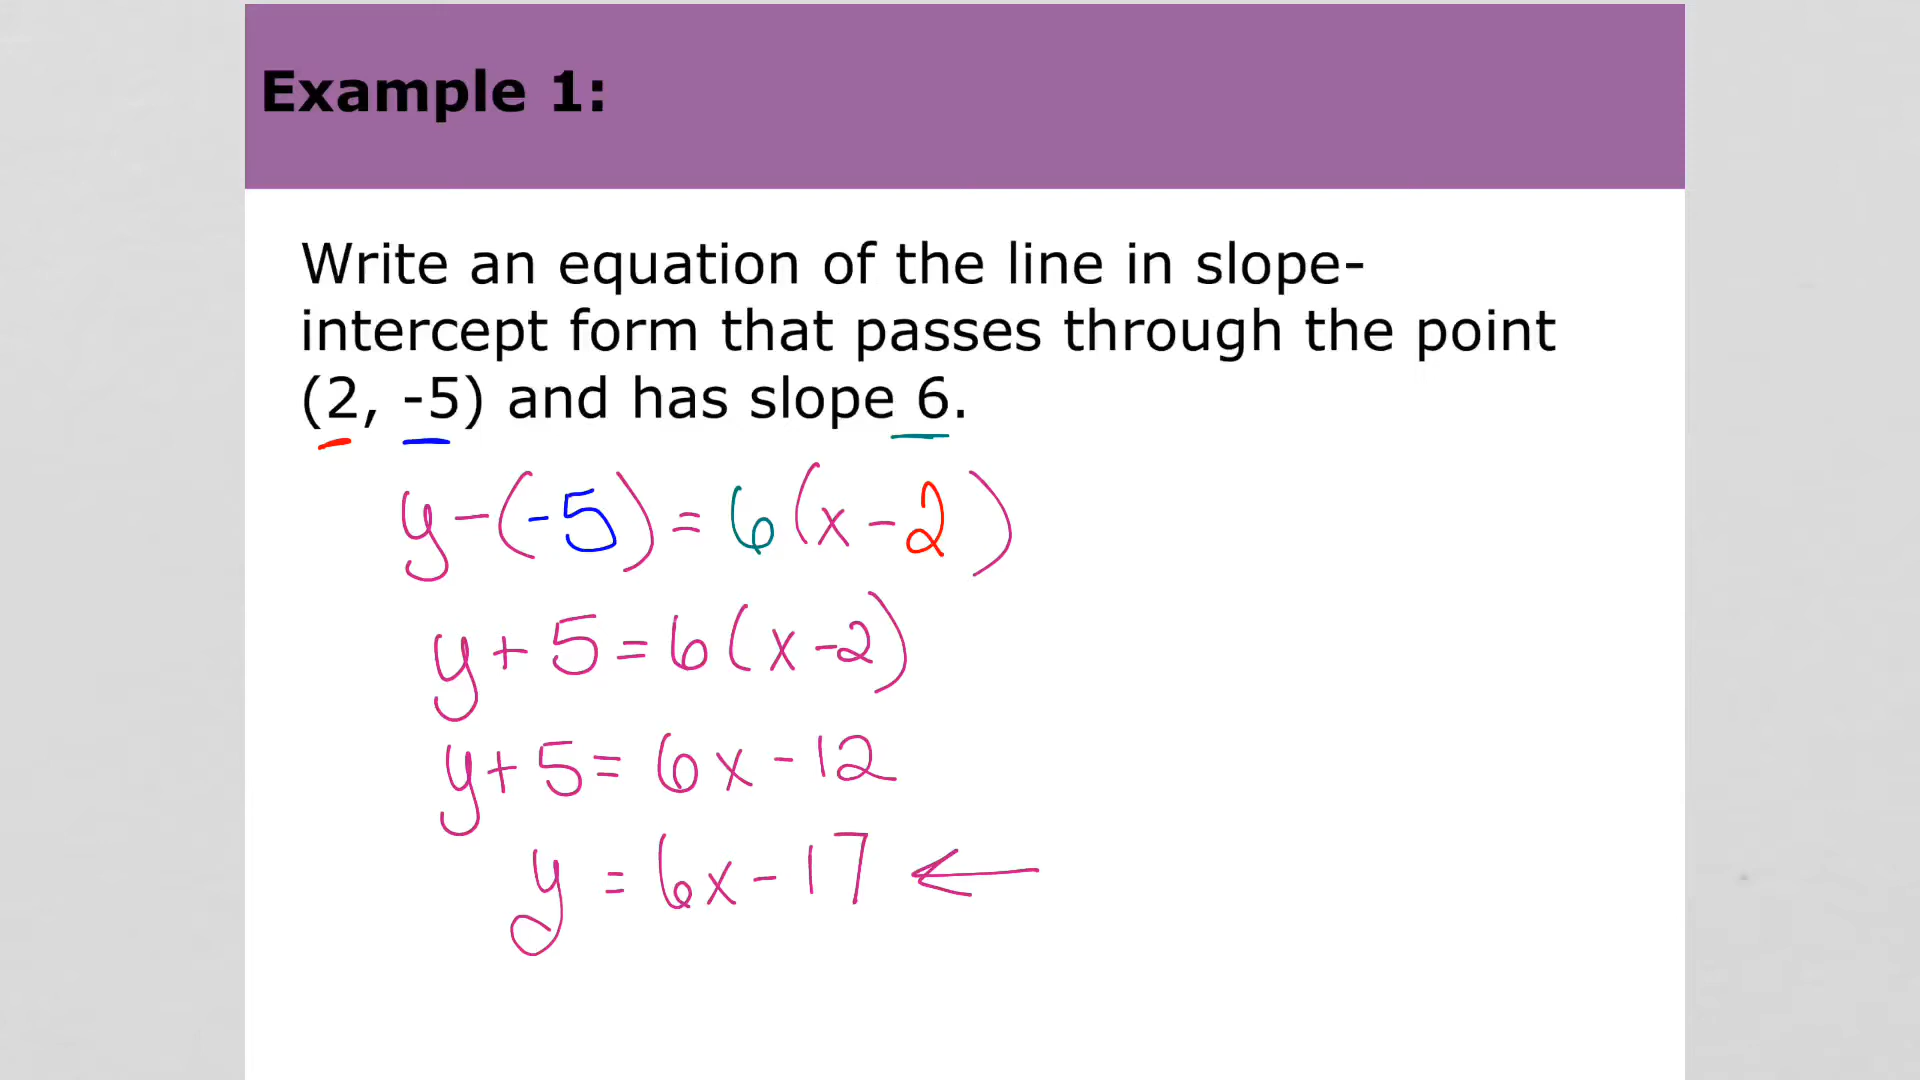 Example 1:
Write an equation of the line in slope-
intercept form that passes through the point
(2, -5) and has slope 6.
y-(-5)=6(x-2)
y+5=6(x-2)
y+5=6x-12
y=6x-17